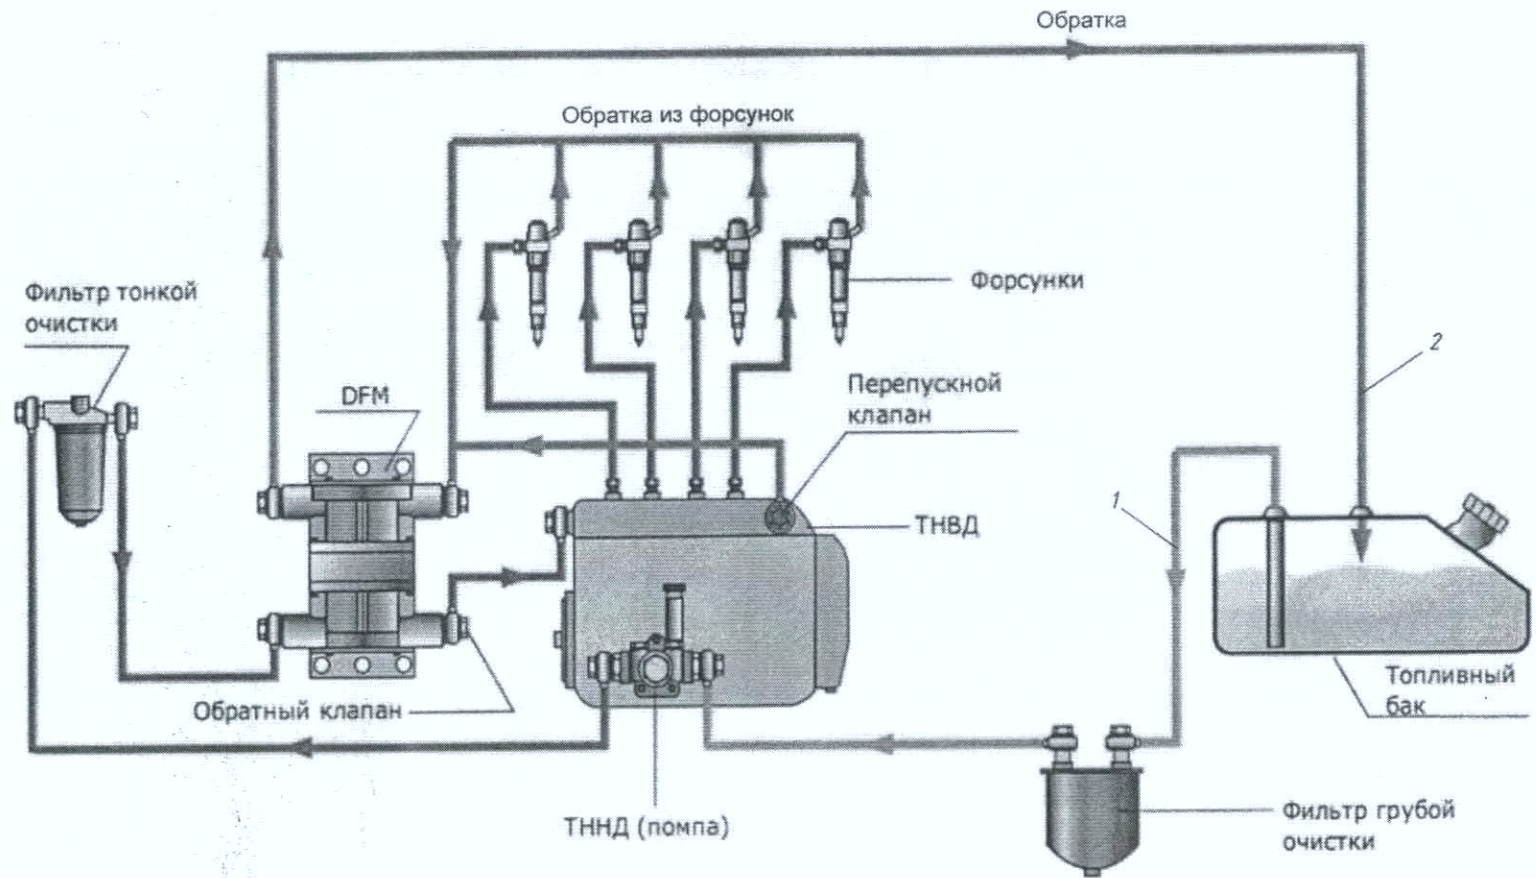 Обратка
Обратка из форсунок
Фильтр тонкой
очистки
Форсунки
2
DFM
Перепускной
клапан
1
ТНВД
Обратный клапан
Топливный
бак
ТННД (помпа)
Фильтр грубой
очистки